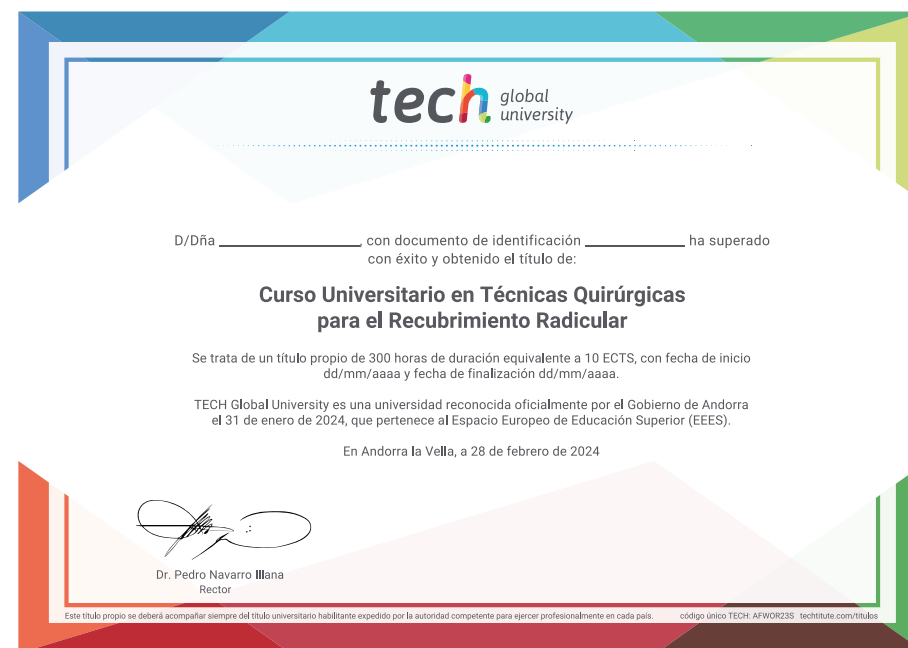 tech global university
D/Dña ______________, con documento de identificación __________ ha superado
con éxito y obtenido el título de:
Curso Universitario en Técnicas Quirúrgicas
para el Recubrimiento Radicular
Se trata de un título propio de 300 horas de duración equivalente a 10 ECTS, con fecha de inicio
dd/mm/aaaa y fecha de finalización dd/mm/aaaa.
TECH Global University es una universidad reconocida oficialmente por el Gobierno de Andorra
el 31 de enero de 2024, que pertenece al Espacio Europeo de Educación Superior (EEES).
En Andorra la Vella, a 28 de febrero de 2024
Dr. Pedro Navarro Illana
Rector
Este título propio se deberá acompañar siempre del título universitario habilitante expedido por la autoridad competente para ejercer profesionalmente en cada país. código único TECH: AFWOR23S techtitute.com/titulos